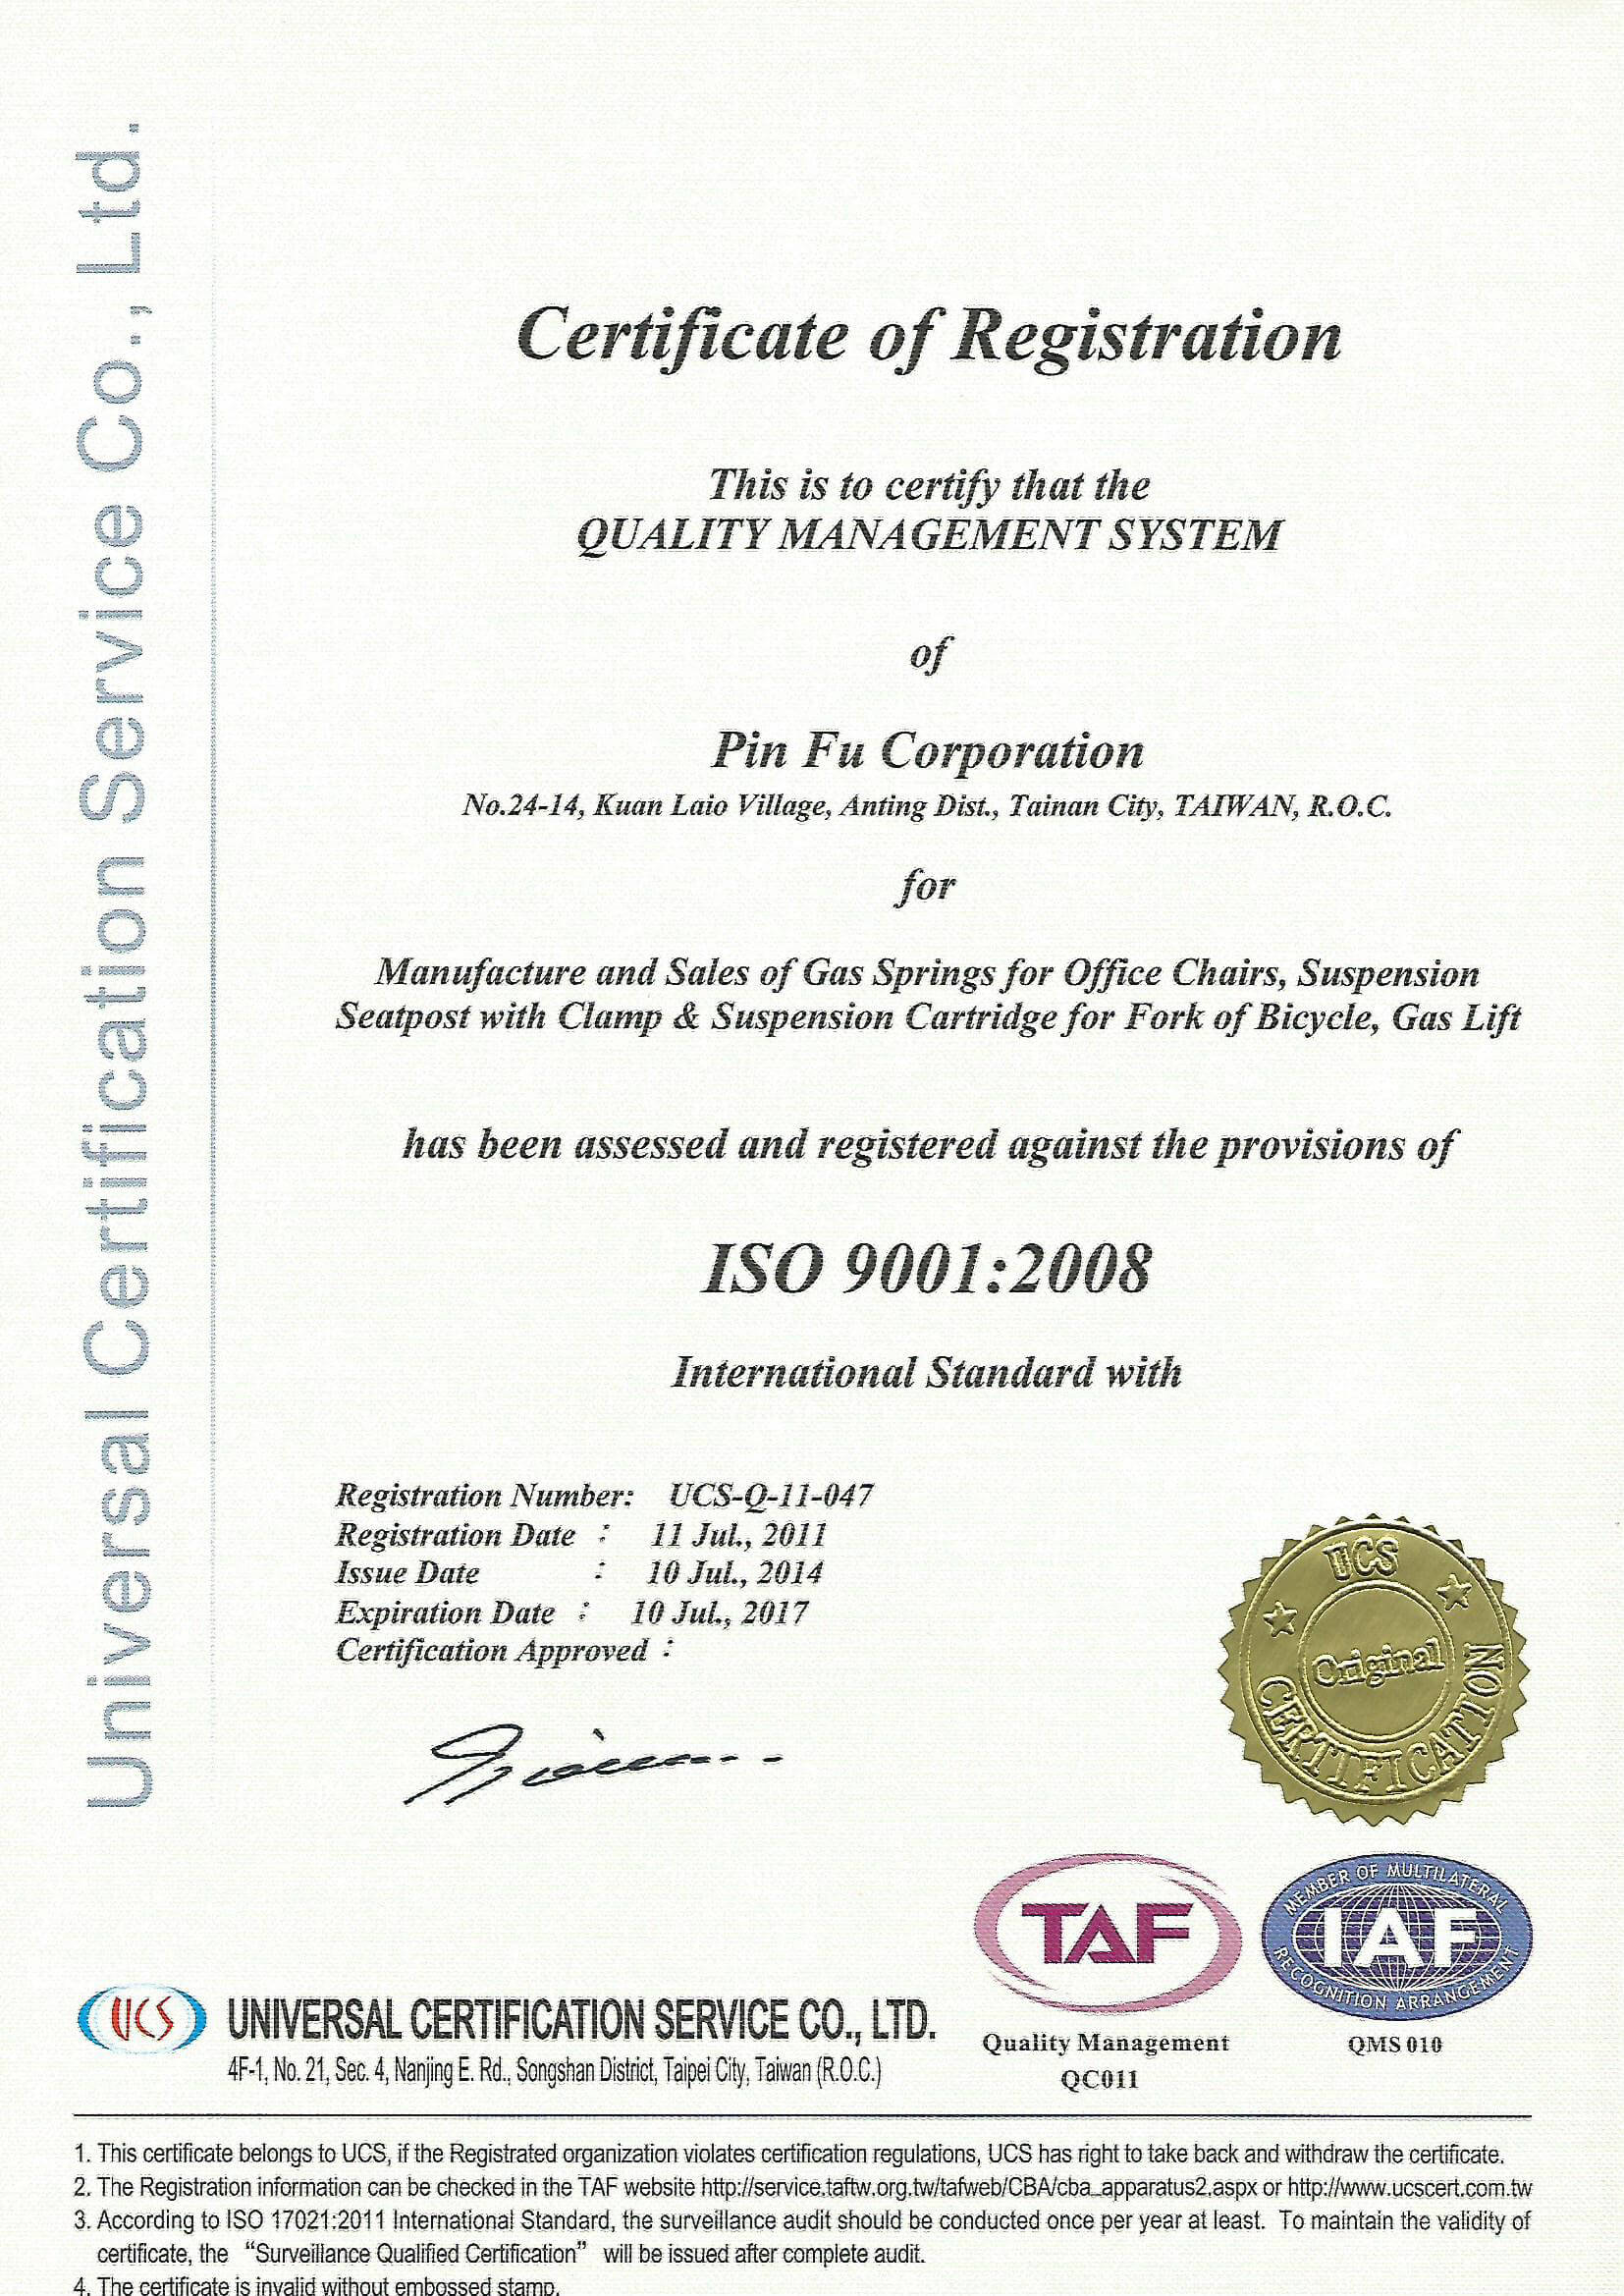 Universal Certification Service Co., Ltd.
Certificate of Registration
This is to certify that the
QUALITY MANAGEMENT SYSTEM
of
Pin Fu Corporation
No.24-14, Kuan Laio Village, Anting Dist., Tainan City, TAIWAN, R.O.C.
for
Manufacture and Sales of Gas Springs for Office Chairs, Suspension
Seatpost with Clamp & Suspension Cartridge for Fork of Bicycle, Gas Lift
has been assessed and registered against the provisions of
ISO 9001:2008
International Standard with
Registration Number: UCS-Q-11-047
Registration Date : 11 Jul., 2011
Issue Date : 10 Jul., 2014
Expiration Date : 10 Jul., 2017
Certification Approved :
UCS
Original
CERTIFICATION
TAF
Quality Management
QC011
MEMBER OF MULTILATERAL
IAF
RECOGNITION ARRANGEMENT
QMS 010
UCS
UNIVERSAL CERTIFICATION SERVICE CO., LTD.
4F-1, No. 21, Sec. 4, Nanjing E. Rd., Songshan District, Taipei City, Taiwan (R.O.C.)
1. This certificate belongs to UCS, if the Registrated organization violates certification regulations, UCS has right to take back and withdraw the certificate.
2. The Registration information can be checked in the TAF website http://service.taftw.org.tw/tafweb/CBA/cba_apparatus2.aspx or http://www.ucscert.com.tw
3. According to ISO 17021:2011 International Standard, the surveillance audit should be conducted once per year at least. To maintain the validity of
certificate, the “Surveillance Qualified Certification” will be issued after complete audit.
4. The certificate is invalid without embossed stamp.